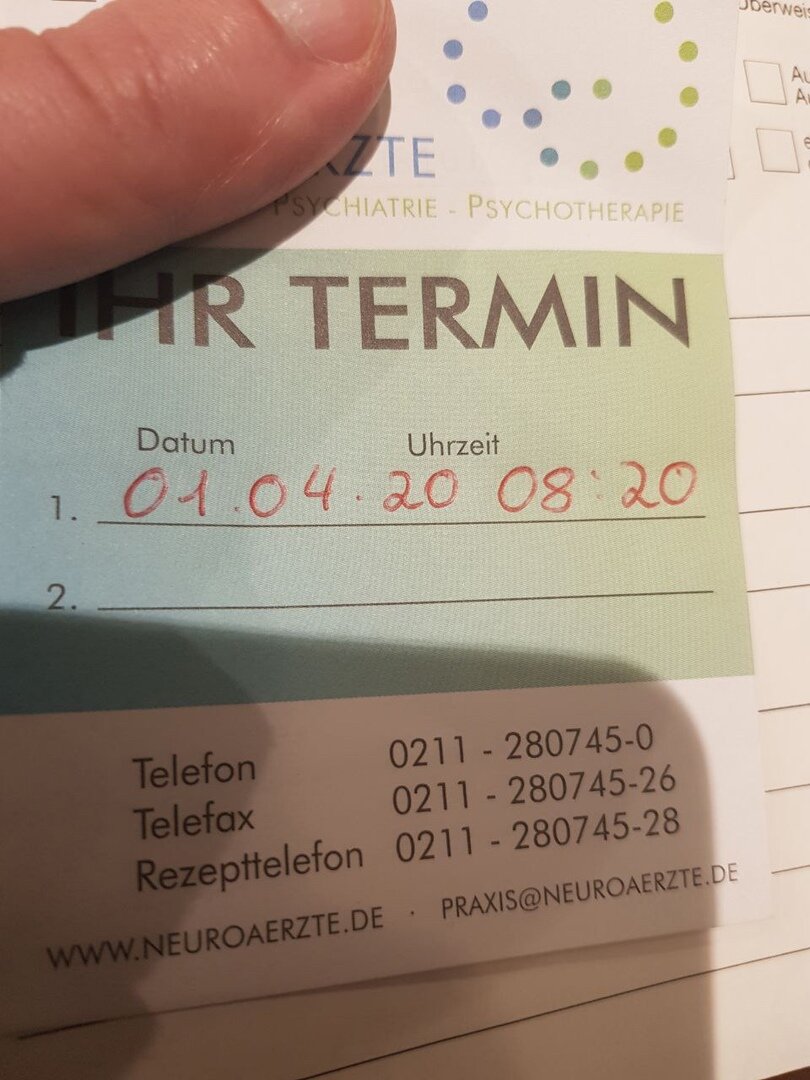 PSYCHIATRIE - PSYCHOTHERAPIE
IHR TERMIN
Datum Uhrzeit
1. 01.04.20 08:20
2.
Telefon 0211 - 280745-0
Telefax 0211 - 280745-26
Rezepttelefon 0211 - 280745-28
WWW.NEUROAERZTE.DE · PRAXIS@NEUROAERZTE.DE